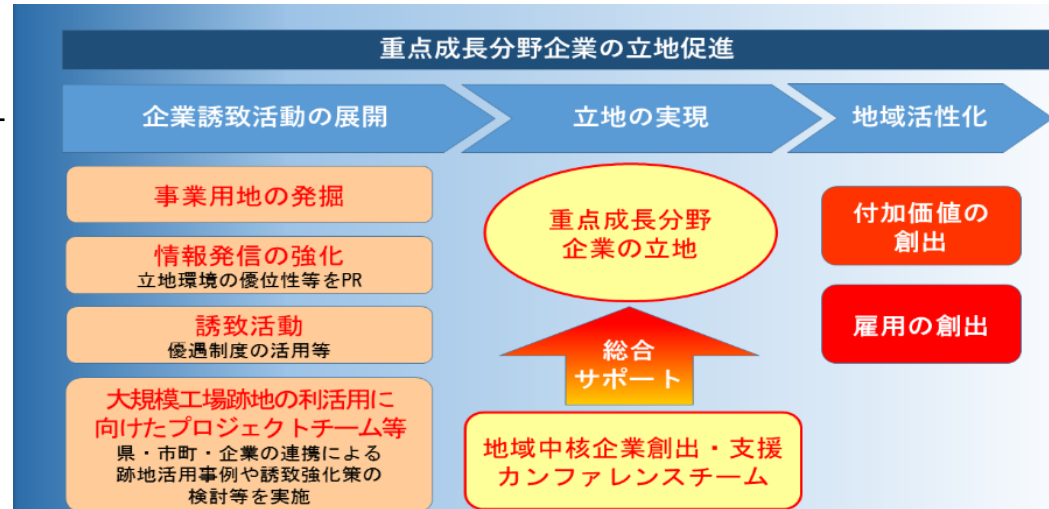 重点成長分野企業の立地促進
企業誘致活動の展開
立地の実現
地域活性化
事業用地の発掘
情報発信の強化
立地環境の優位性等をPR
誘致活動
優遇制度の活用等
大規模工場跡地の利活用に
向けたプロジェクトチーム等
県・市町・企業の連携による
跡地活用事例や誘致強化策の
検討等を実施
重点成長分野
企業の立地
総合
サポート
地域中核企業創出・支援
カンファレンスチーム
付加価値の
創出
雇用の創出